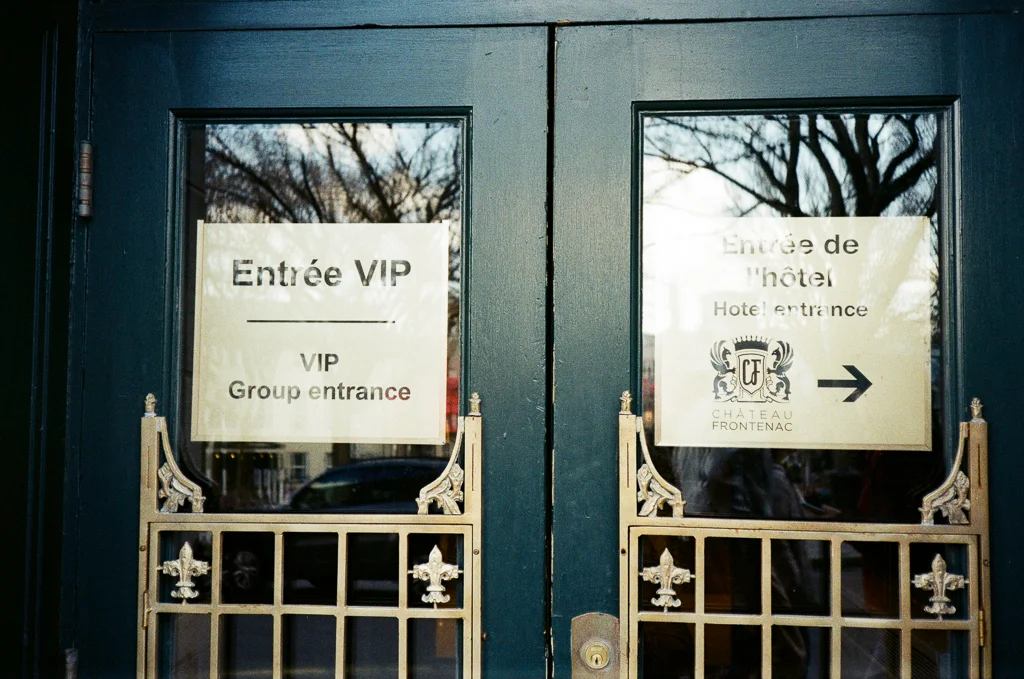 Entrée VIP
VIP
Group entrance
Entrée de
l'hôtel
Hotel entrance
CF
CHÂTEAU
FRONTENAC